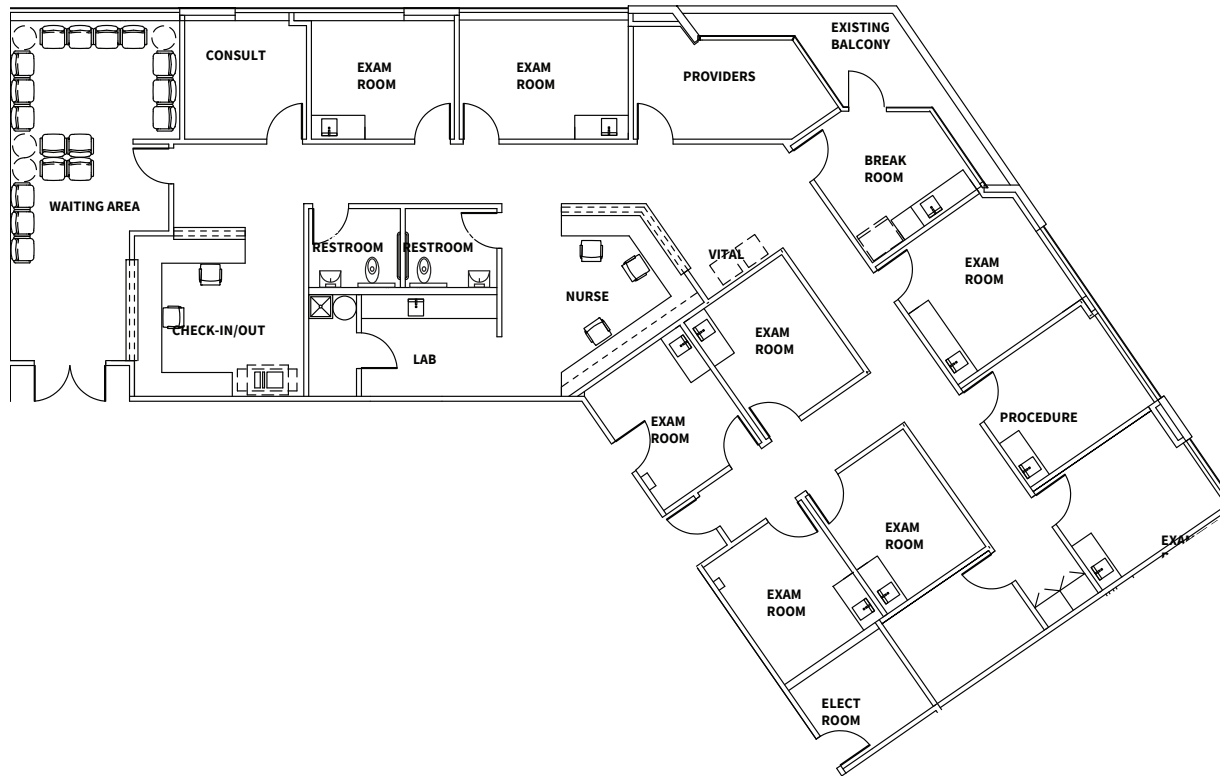 EXISTING
BALCONY
CONSULT
EXAM
ROOM
EXAM
ROOM
PROVIDERS
BREAK
ROOM
WAITING AREA
RESTROOM
RESTROOM
VITAL
EXAM
ROOM
NURSE
CHECK-IN/OUT
EXAM
ROOM
LAB
EXAM
ROOM
PROCEDURE
EXAM
ROOM
EXAM
ROOM
ELECT
ROOM